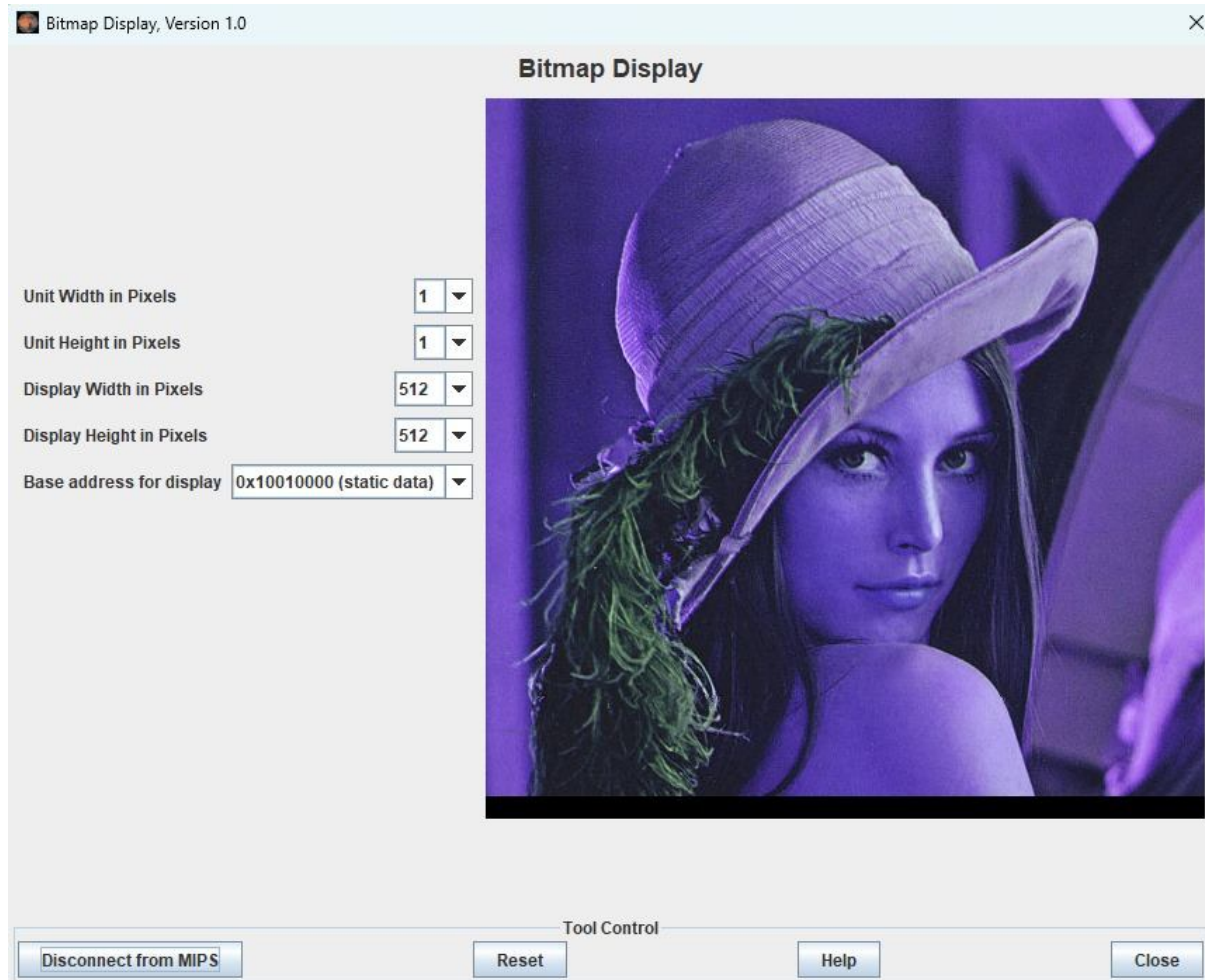 Bitmap Display, Version 1.0
Bitmap Display
Unit Width in Pixels 1
Unit Height in Pixels 1
Display Width in Pixels 512
Display Height in Pixels 512
Base address for display 0x10010000 (static data)
Tool Control
Disconnect from MIPS Reset Help Close